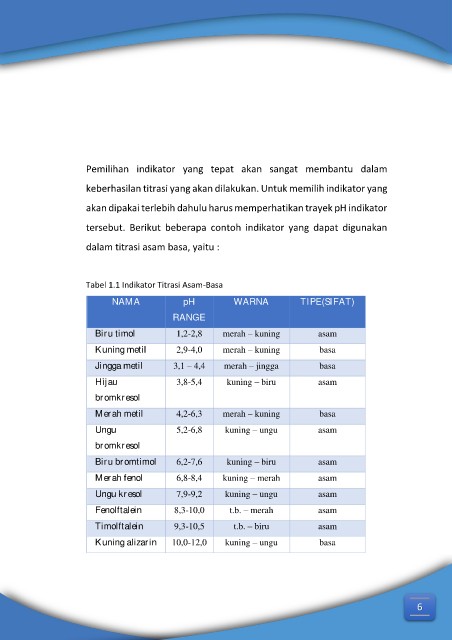 Pemilihan indikator yang tepat akan sangat membantu dalam
keberhasilan titrasi yang akan dilakukan. Untuk memilih indikator yang
akan dipakai terlebih dahulu harus memperhatikan trayek pH indikator
tersebut. Berikut beberapa contoh indikator yang dapat digunakan
dalam titrasi asam basa, yaitu :
Tabel 1.1 Indikator Titrasi Asam-Basa
NAMA pH WARNA TIPE(SIFAT)
RANGE
Biru timol 1,2-2,8 merah – kuning asam
Kuning metil 2,9-4,0 merah – kuning basa
Jingga metil 3,1 – 4,4 merah – jingga basa
Hijau 3,8-5,4 kuning – biru asam
bromkresol
Merah metil 4,2-6,3 merah – kuning basa
Ungu 5,2-6,8 kuning – ungu asam
bromkresol
Biru bromtimol 6,2-7,6 kuning – biru asam
Merah fenol 6,8-8,4 kuning – merah asam
Ungu kresol 7,9-9,2 kuning – ungu asam
Fenolftalein 8,3-10,0 t.b. – merah asam
Timolftalein 9,3-10,5 t.b. – biru asam
Kuning alizarin 10,0-12,0 kuning – ungu basa
6